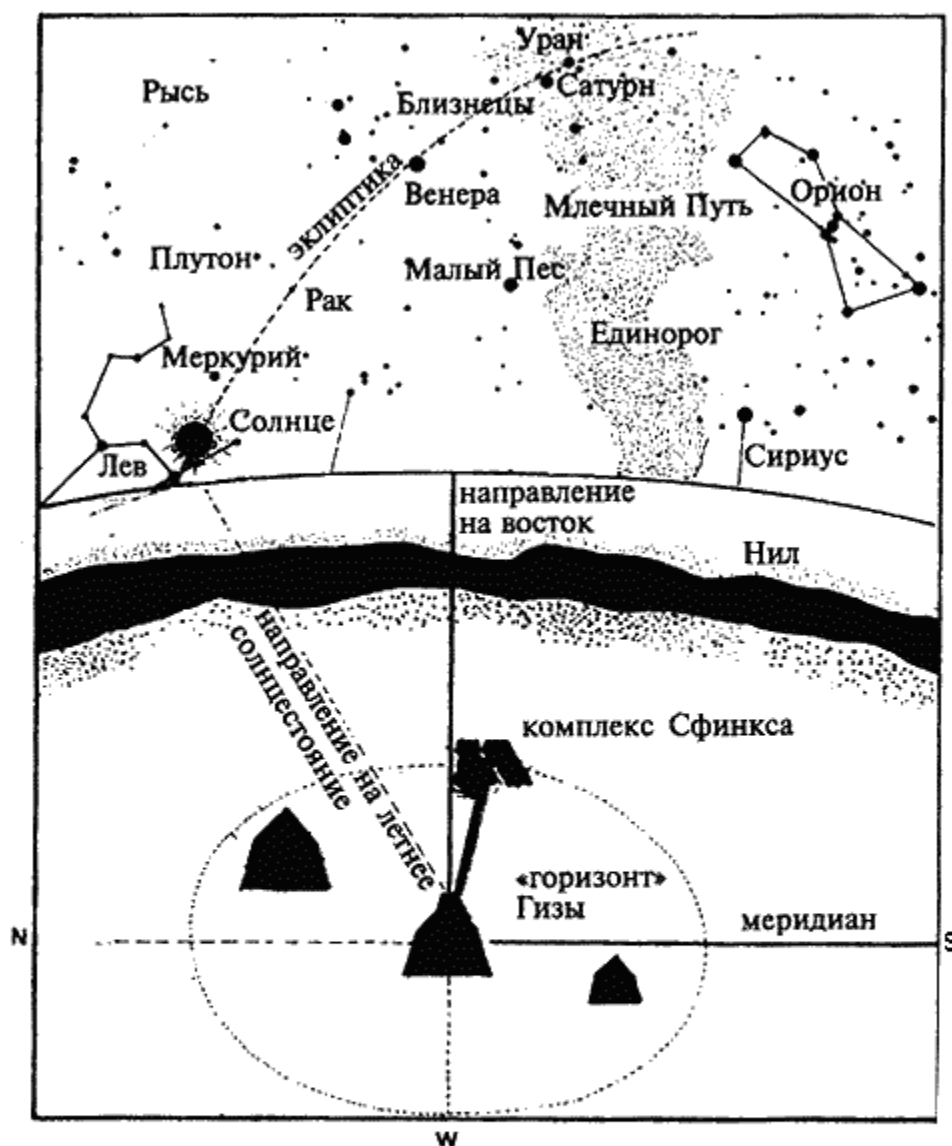 Уран
Рысь
Сатурн
Близнецы
эклиптика
Венера
Млечный Путь
Орион
Плутон
Малый Пес
Рак
Единорог
Меркурий
Солнце
Лев
Сириус
направление
на восток
Нил
направление на летнее
солнцестояние
комплекс Сфинкса
«горизонт»
Гизы
меридиан
N
S
W